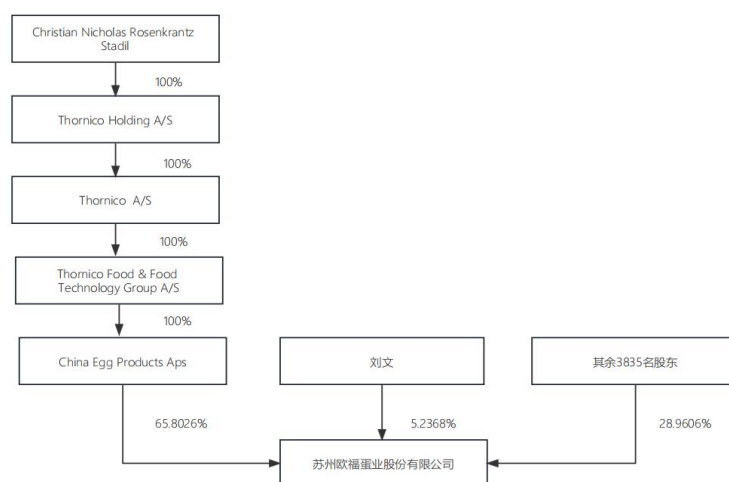 Christian Nicholas Rosenkrantz
Stadil
100%
Thornico Holding A/S
100%
Thornico A/S
100%
Thornico Food & Food
Technology Group A/S
100%
China Egg Products Aps
刘文
其余3835名股东
65.8026%
5.2368%
28.9606%
苏州欧福蛋业股份有限公司